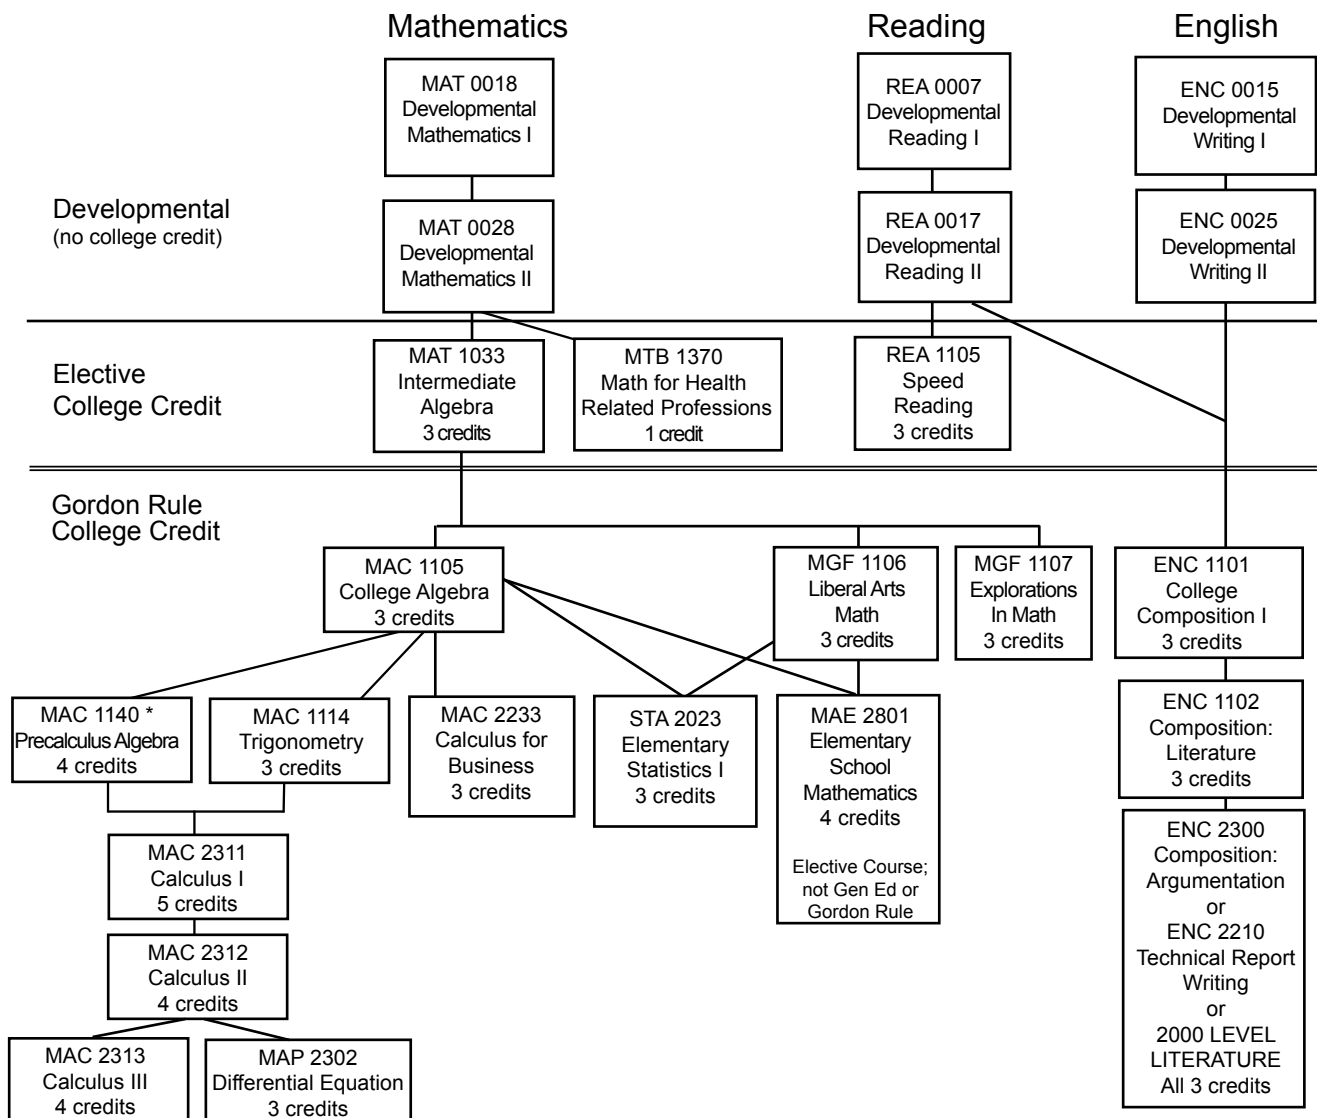 Mathematics
Reading
English
MAT 0018
Developmental
Mathematics I
REA 0007
Developmental
Reading I
ENC 0015
Developmental
Writing I
Developmental
(no college credit)
MAT 0028
Developmental
Mathematics II
REA 0017
Developmental
Reading II
ENC 0025
Developmental
Writing II
Elective
College Credit
MAT 1033
Intermediate
Algebra
3 credits
MTB 1370
Math for Health
Related Professions
1 credit
REA 1105
Speed
Reading
3 credits
Gordon Rule
College Credit
MAC 1105
College Algebra
3 credits
MGF 1106
Liberal Arts
Math
3 credits
MGF 1107
Explorations
In Math
3 credits
ENC 1101
College
Composition I
3 credits
MAC 1140 *
Precalculus Algebra
4 credits
MAC 1114
Trigonometry
3 credits
MAC 2233
Calculus for
Business
3 credits
STA 2023
Elementary
Statistics I
3 credits
MAE 2801
Elementary
School
Mathematics
4 credits
Elective Course;
not Gen Ed or
Gordon Rule
ENC 1102
Composition:
Literature
3 credits
MAC 2311
Calculus I
5 credits
ENC 2300
Composition:
Argumentation
or
ENC 2210
Technical Report
Writing
or
2000 LEVEL
LITERATURE
All 3 credits
MAC 2312
Calculus II
4 credits
MAC 2313
Calculus III
4 credits
MAP 2302
Differential Equation
3 credits